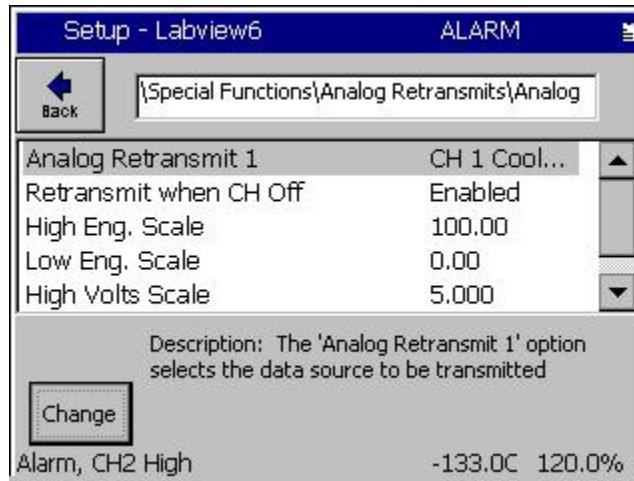 Setup - Labview6 ALARM
Back
\Special Functions\Analog Retransmits\Analog
Analog Retransmit 1 CH 1 Cool...
Retransmit when CH Off Enabled
High Eng. Scale 100.00
Low Eng. Scale 0.00
High Volts Scale 5.000
Description: The 'Analog Retransmit 1' option
selects the data source to be transmitted
Change
Alarm, CH2 High -133.0C 120.0%